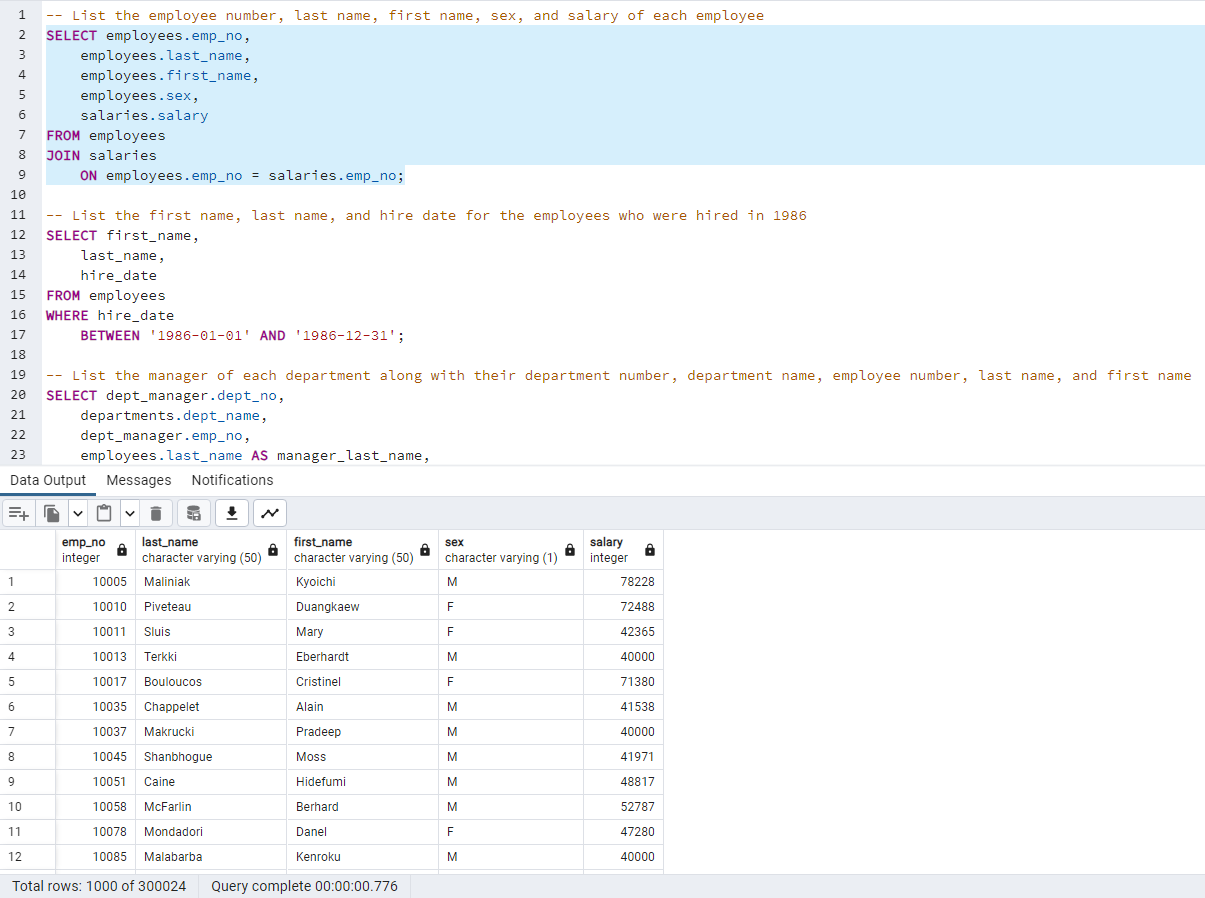 1 -- List the employee number, last name, first name, sex, and salary of each employee
2 SELECT employees.emp_no,
3     employees.last_name,
4     employees.first_name,
5     employees.sex,
6     salaries.salary
7 FROM employees
8 JOIN salaries
9     ON employees.emp_no = salaries.emp_no;
10
11 -- List the first name, last name, and hire date for the employees who were hired in 1986
12 SELECT first_name,
13     last_name,
14     hire_date
15 FROM employees
16 WHERE hire_date
17     BETWEEN '1986-01-01' AND '1986-12-31';
18
19 -- List the manager of each department along with their department number, department name, employee number, last name, and first name
20 SELECT dept_manager.dept_no,
21     departments.dept_name,
22     dept_manager.emp_no,
23     employees.last_name AS manager_last_name,
Data Output Messages Notifications
emp_no last_name first_name sex salary
integer character varying (50) character varying (50) character varying (1) integer
1 10005 Maliniak Kyoichi M 78228
2 10010 Piveteau Duangkaew F 72488
3 10011 Sluis Mary F 42365
4 10013 Terkki Eberhardt M 40000
5 10017 Bouloucos Cristinel F 71380
6 10035 Chappelet Alain M 41538
7 10037 Makrucki Pradeep M 40000
8 10045 Shanbhogue Moss M 41971
9 10051 Caine Hidefumi M 48817
10 10058 McFarlin Berhard M 52787
11 10078 Mondadori Danel F 47280
12 10085 Malabarba Kenroku M 40000
Total rows: 1000 of 300024 Query complete 00:00:00.776